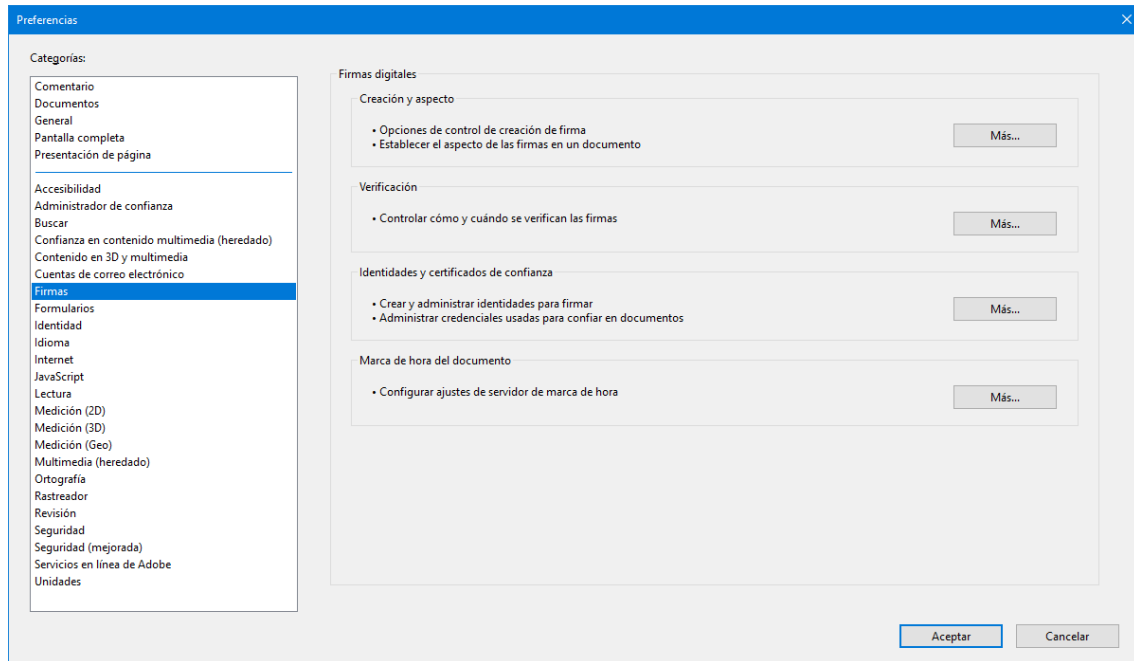 Preferencias
Categorías:
Comentario
Documentos
General
Pantalla completa
Presentación de página
Accesibilidad
Administrador de confianza
Buscar
Confianza en contenido multimedia (heredado)
Contenido en 3D y multimedia
Cuentas de correo electrónico
Firmas
Formularios
Identidad
Idioma
Internet
JavaScript
Lectura
Medición (2D)
Medición (3D)
Medición (Geo)
Multimedia (heredado)
Ortografía
Rastreador
Revisión
Seguridad
Seguridad (mejorada)
Servicios en línea de Adobe
Unidades
Firmas digitales
Creación y aspecto
• Opciones de control de creación de firma
• Establecer el aspecto de las firmas en un documento
Más...
Verificación
• Controlar cómo y cuándo se verifican las firmas
Más...
Identidades y certificados de confianza
• Crear y administrar identidades para firmar
• Administrar credenciales usadas para confiar en documentos
Más...
Marca de hora del documento
• Configurar ajustes de servidor de marca de hora
Más...
Aceptar
Cancelar